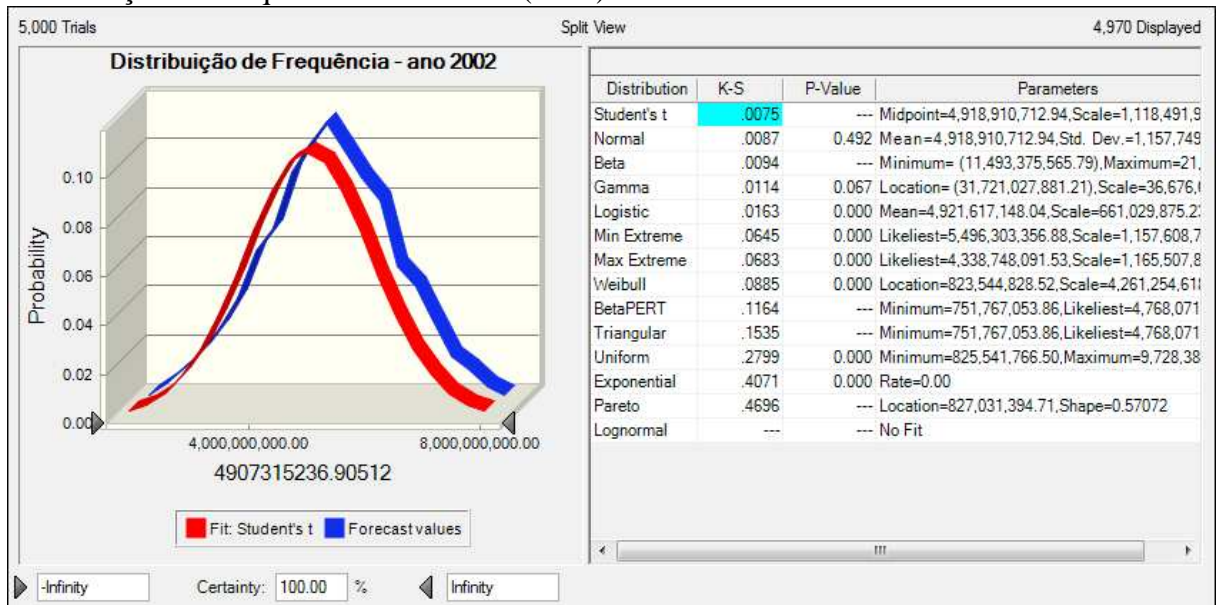 5,000 Trials Split View 4,970 Displayed
Distribuição de Frequência - ano 2002
Probability
0.10
0.08
0.06
0.04
0.02
0.00
4,000,000,000.00 8,000,000,000.00
4907315236.90512
Fit: Student's t Forecast values
Distribution K-S P-Value Parameters
Student's t .0075 --- Midpoint=4,918,910,712.94,Scale=1,118,491,9
Normal .0087 0.492 Mean=4,918,910,712.94,Std. Dev.=1,157,749
Beta .0094 --- Minimum= (11,493,375,565.79),Maximum=21,
Gamma .0114 0.067 Location= (31,721,027,881.21),Scale=36,676,
Logistic .0163 0.000 Mean=4,921,617,148.04,Scale=661,029,875.2
Min Extreme .0645 0.000 Likeliest=5,496,303,356.88,Scale=1,157,608,7
Max Extreme .0683 0.000 Likeliest=4,338,748,091.53,Scale=1,165,507,8
Weibull .0885 0.000 Location=823,544,828.52,Scale=4,261,254,61
BetaPERT .1164 --- Minimum=751,767,053.86,Likeliest=4,768,071
Triangular .1535 --- Minimum=751,767,053.86,Likeliest=4,768,071
Uniform .2799 0.000 Minimum=825,541,766.50,Maximum=9,728,38
Exponential .4071 0.000 Rate=0.00
Pareto .4696 --- Location=827,031,394.71,Shape=0.57072
Lognormal --- --- No Fit
-Infinity Certainty: 100.00 % Infinity